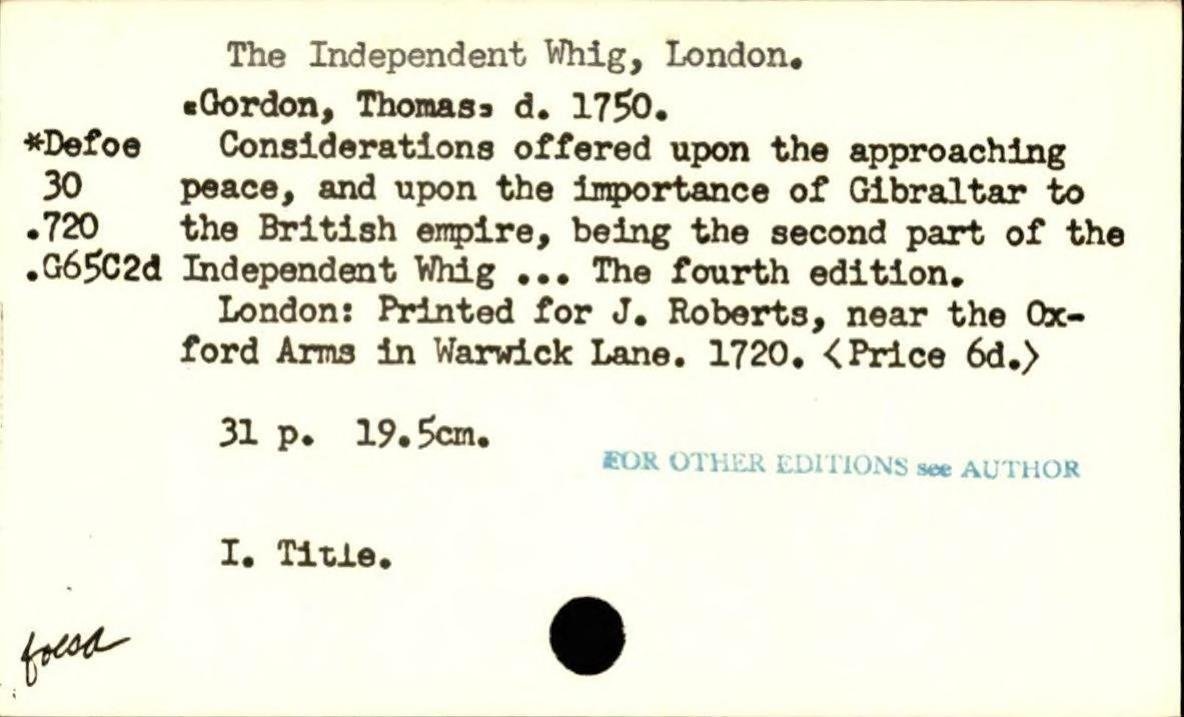 The Independent Whig, London.
«Gordon, Thomas» d. 1750.
*Defoe Considerations offered upon the approaching
30 peace, and upon the importance of Gibraltar to
.720 the British empire, being the second part of the
.G65C2d Independent Whig ... The fourth edition.
London: Printed for J. Roberts, near the Ox-
ford Arms in Warwick Lane. 1720. <Price 6d.>
31 p. 19.5cm.
FOR OTHER EDITIONS see AUTHOR
I. Title.